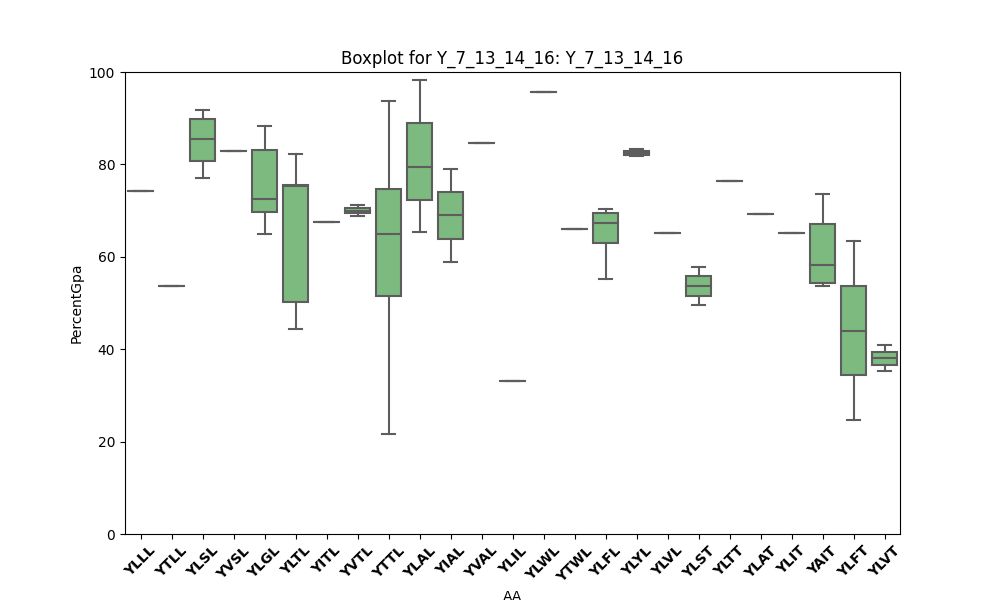 Boxplot for Y_7_13_14_16: Y_7_13_14_16
100
80
60
40
20
0
PercentGpa
YLLL YTLL YLSL YVSL YLGL YLTL YITL YVTL YTTL YLAL YIAL YVAL YLIL YLWL YTWL YLFL YLYL YLVL YLST YLTT YLAT YLIT YAIT YLFT YLVT
AA